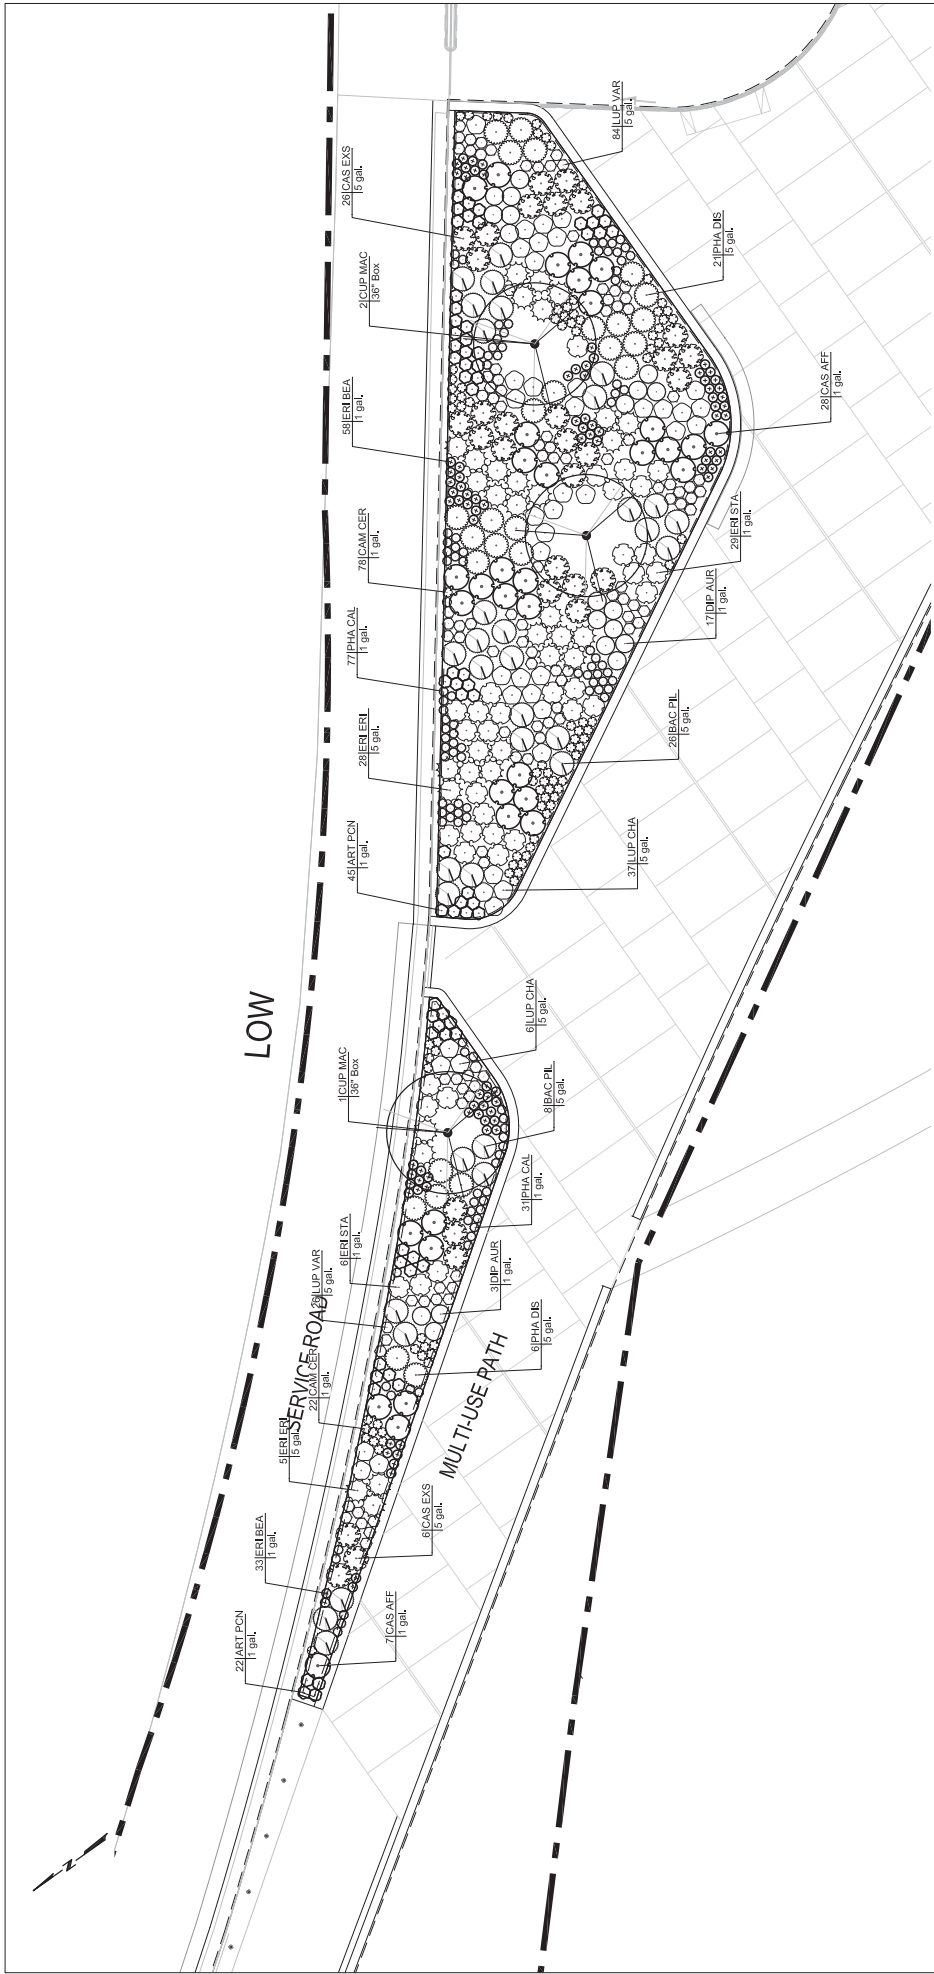 84 LUP VAR
5 gal.
26 CAS EXS
5 gal.
21 PHA DIS
5 gal.
2 CUP MAC
36" Box
28 CAS AFF
1 gal.
58 ERI BEA
1 gal.
29 ERI STA
1 gal.
78 CAM CER
1 gal.
17 DIP AUR
1 gal.
77 PHA CAL
1 gal.
26 BAC PIL
5 gal.
28 ERI ERI
5 gal.
37 LUP CHA
5 gal.
45 ART PCN
1 gal.
LOW
6 LUP CHA
5 gal.
1 CUP MAC
36" Box
8 BAC PIL
5 gal.
31 PHA CAL
1 gal.
6 ERI STA
1 gal.
3 DIP AUR
1 gal.
26 LUP VAR
5 gal.
6 PHA DIS
5 gal.
SERVICE ROAD
22 CAM CER
1 gal.
MULTI-USE PATH
5 ERI ERI
5 gal.
6 CAS EXS
5 gal.
33 ERI BEA
1 gal.
7 CAS AFF
1 gal.
22 ART PCN
1 gal.
N